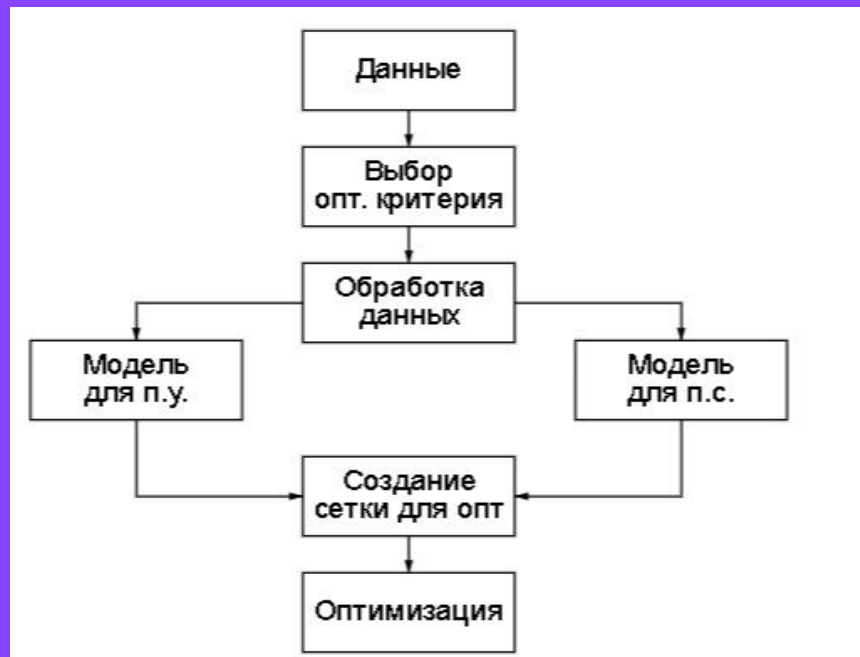 Данные
Выбор
опт. критерия
Обработка
данных
Модель
для п.у.
Модель
для п.с.
Создание
сетки для опт
Оптимизация